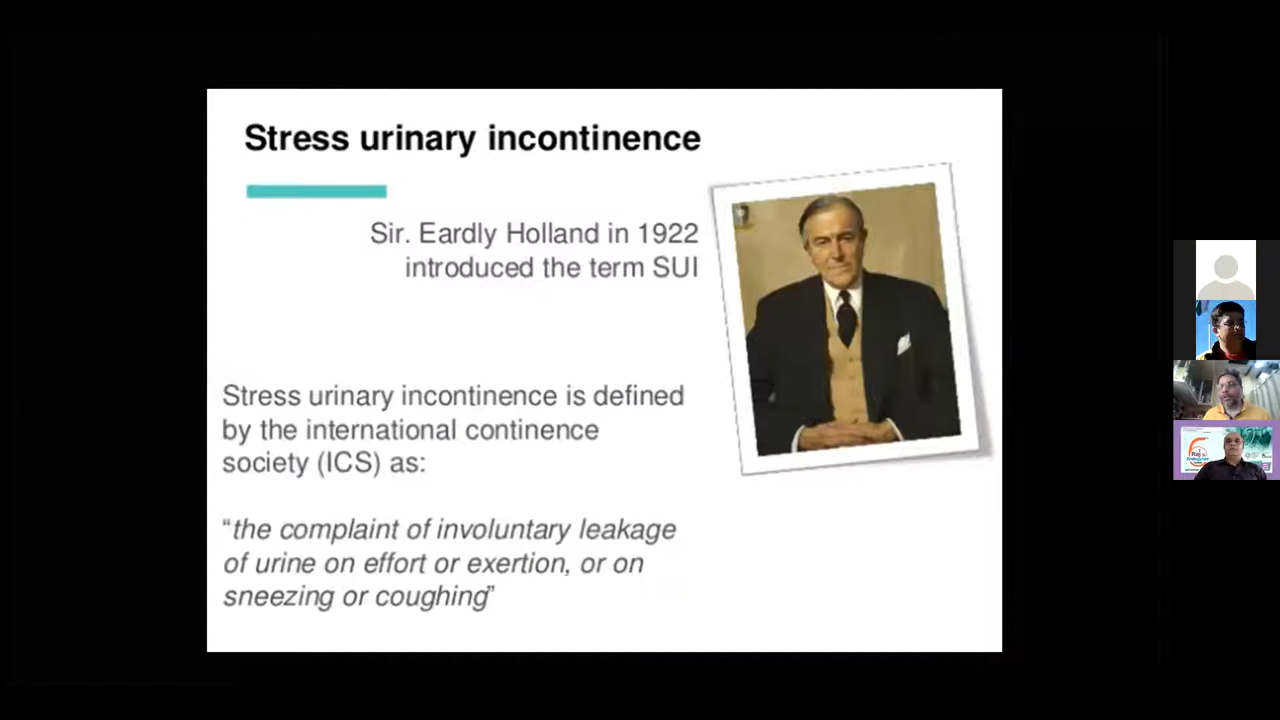 Stress urinary incontinence
Sir. Eardly Holland in 1922
introduced the term SUI
Stress urinary incontinence is defined
by the international continence
society (ICS) as:
“the complaint of involuntary leakage
of urine on effort or exertion, or on
sneezing or coughing”
Raj
Endogynae